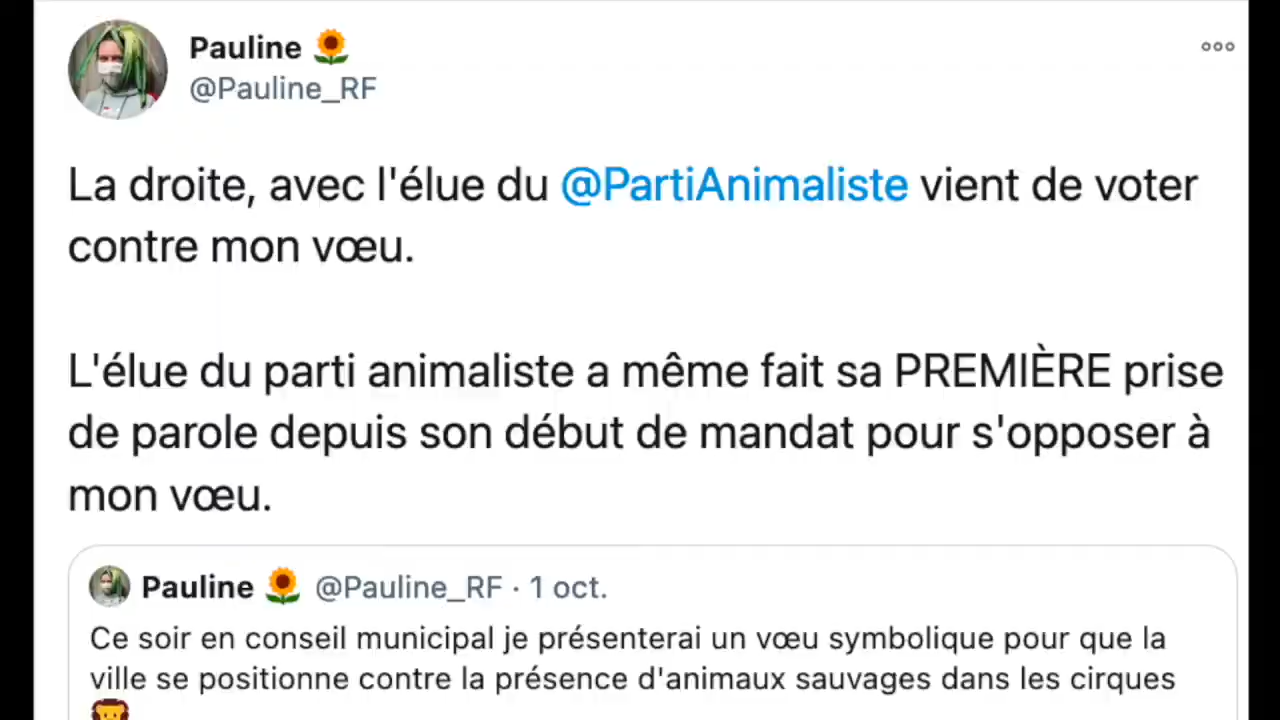 Pauline 🌻
@Pauline_RF
La droite, avec l'élue du @PartiAnimaliste vient de voter
contre mon vœu.
L'élue du parti animaliste a même fait sa PREMIÈRE prise
de parole depuis son début de mandat pour s'opposer à
mon vœu.
Pauline 🌻 @Pauline_RF · 1 oct.
Ce soir en conseil municipal je présenterai un vœu symbolique pour que la
ville se positionne contre la présence d'animaux sauvages dans les cirques
🦁